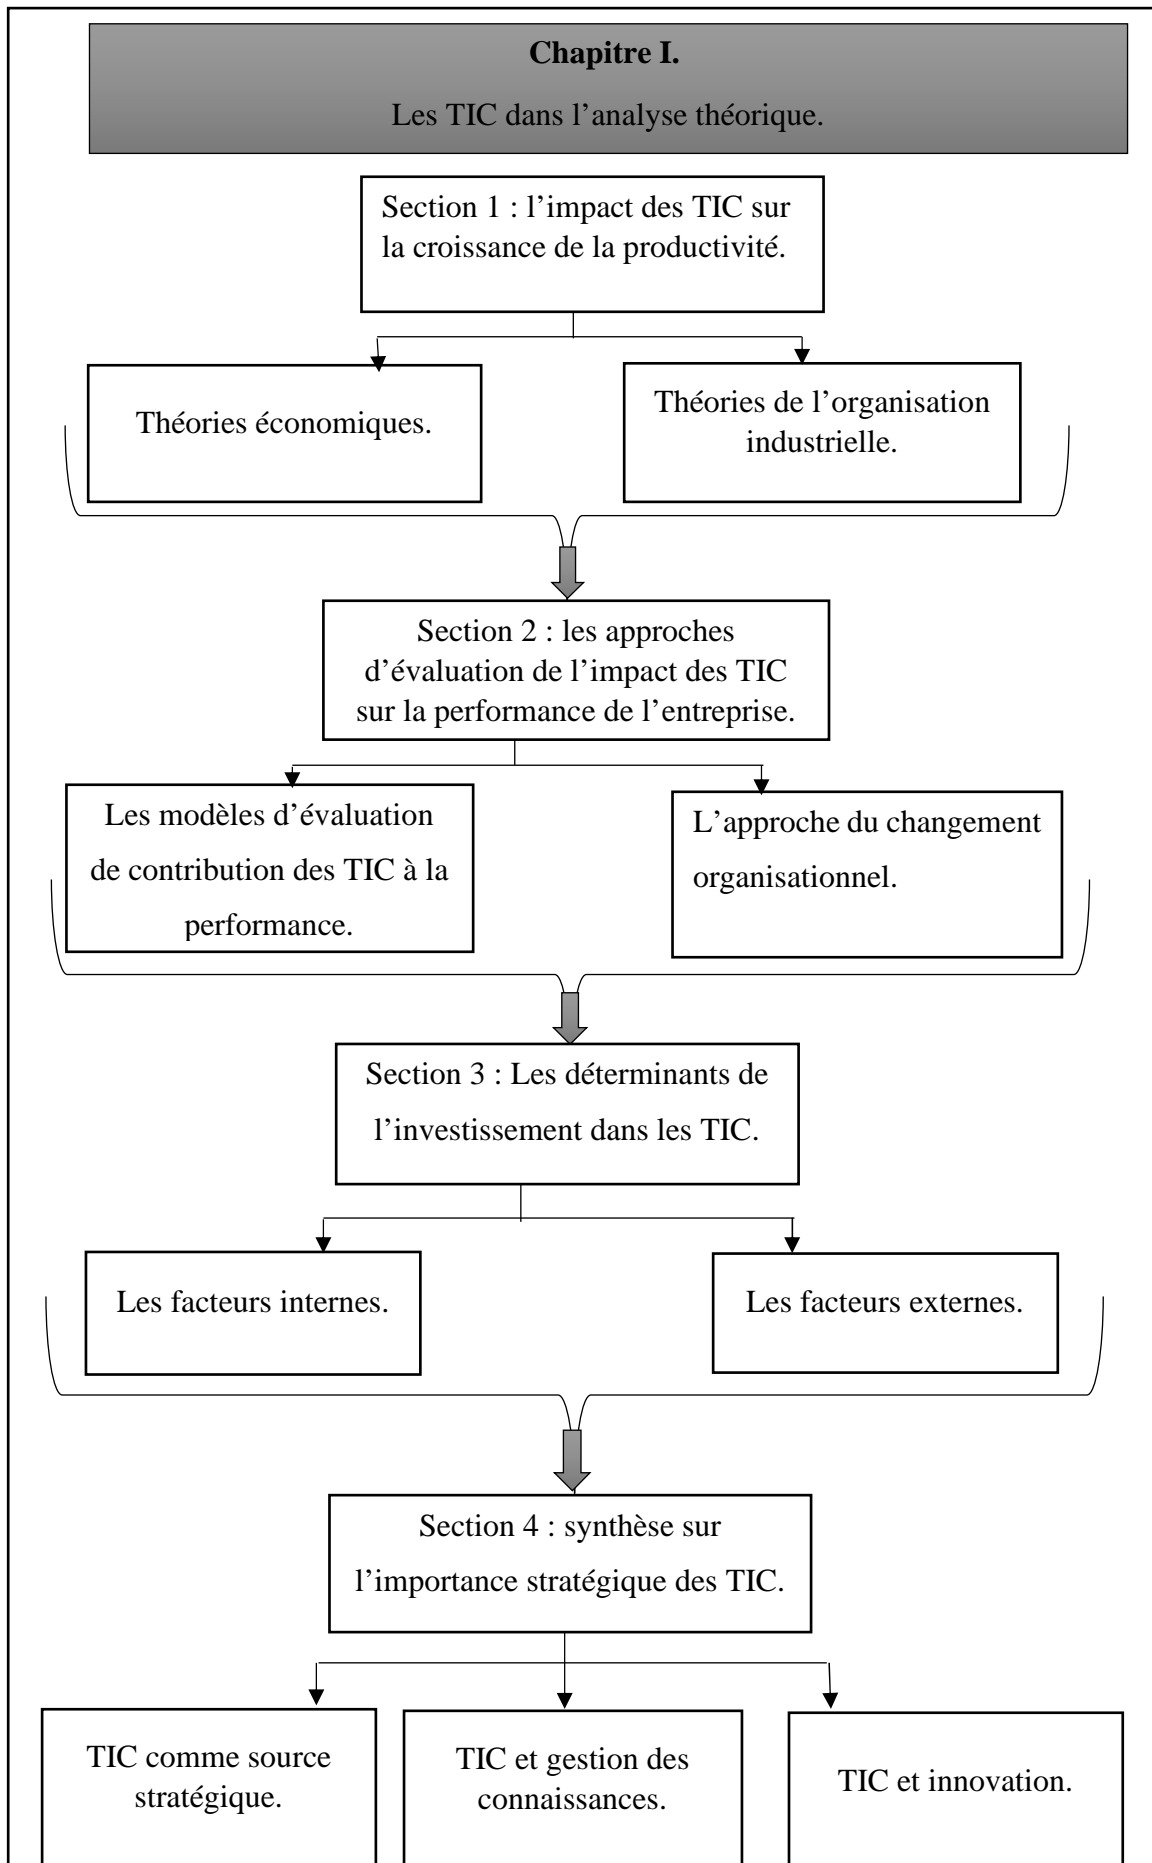 Chapitre I.
Les TIC dans l’analyse théorique.
Section 1 : l’impact des TIC sur
la croissance de la productivité.
Théories économiques.
Théories de l’organisation
industrielle.
Section 2 : les approches
d’évaluation de l’impact des TIC
sur la performance de l’entreprise.
Les modèles d’évaluation
de contribution des TIC à la
performance.
L’approche du changement
organisationnel.
Section 3 : Les déterminants de
l’investissement dans les TIC.
Les facteurs internes.
Les facteurs externes.
Section 4 : synthèse sur
l’importance stratégique des TIC.
TIC comme source
stratégique.
TIC et gestion des
connaissances.
TIC et innovation.